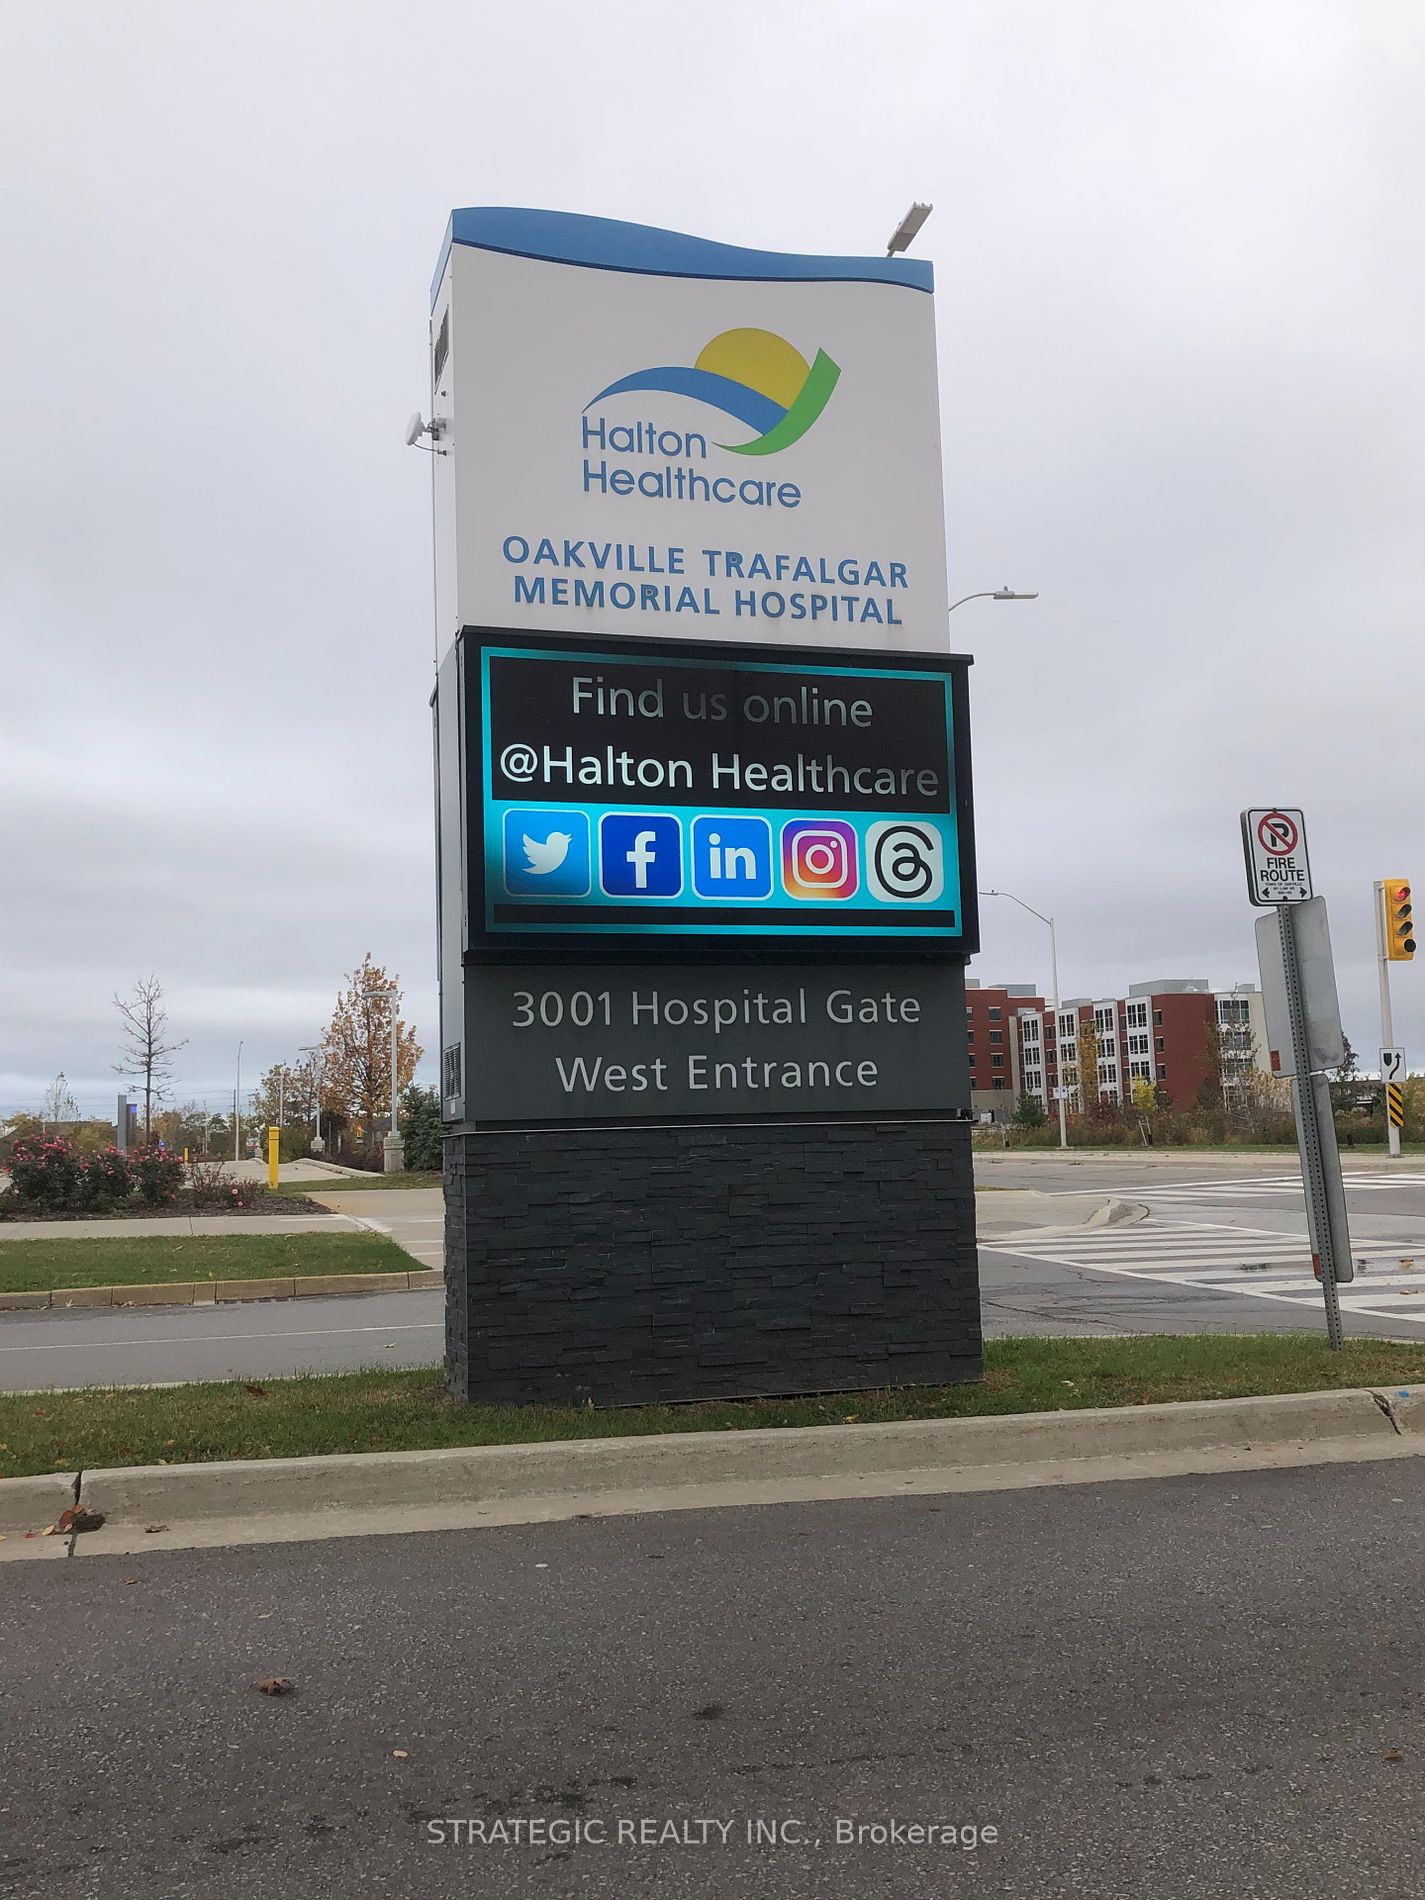 Halton
Healthcare
OAKVILLE TRAFALGAR
MEMORIAL HOSPITAL
Find us online
@Halton Healthcare
in
3001 Hospital Gate
West Entrance
FIRE
ROUTE
STRATEGIC REALTY INC., Brokerage